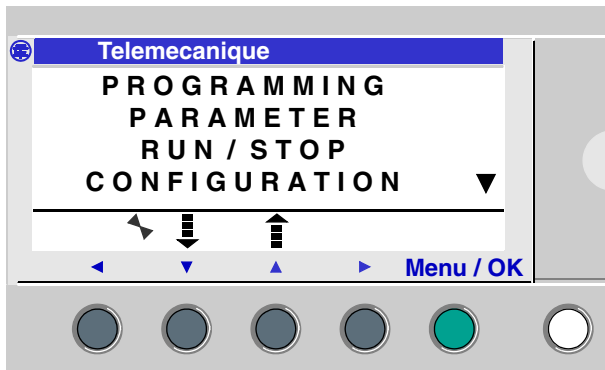 Telemecanique
PROGRAMMING
PARAMETER
RUN / STOP
CONFIGURATION
Menu / OK